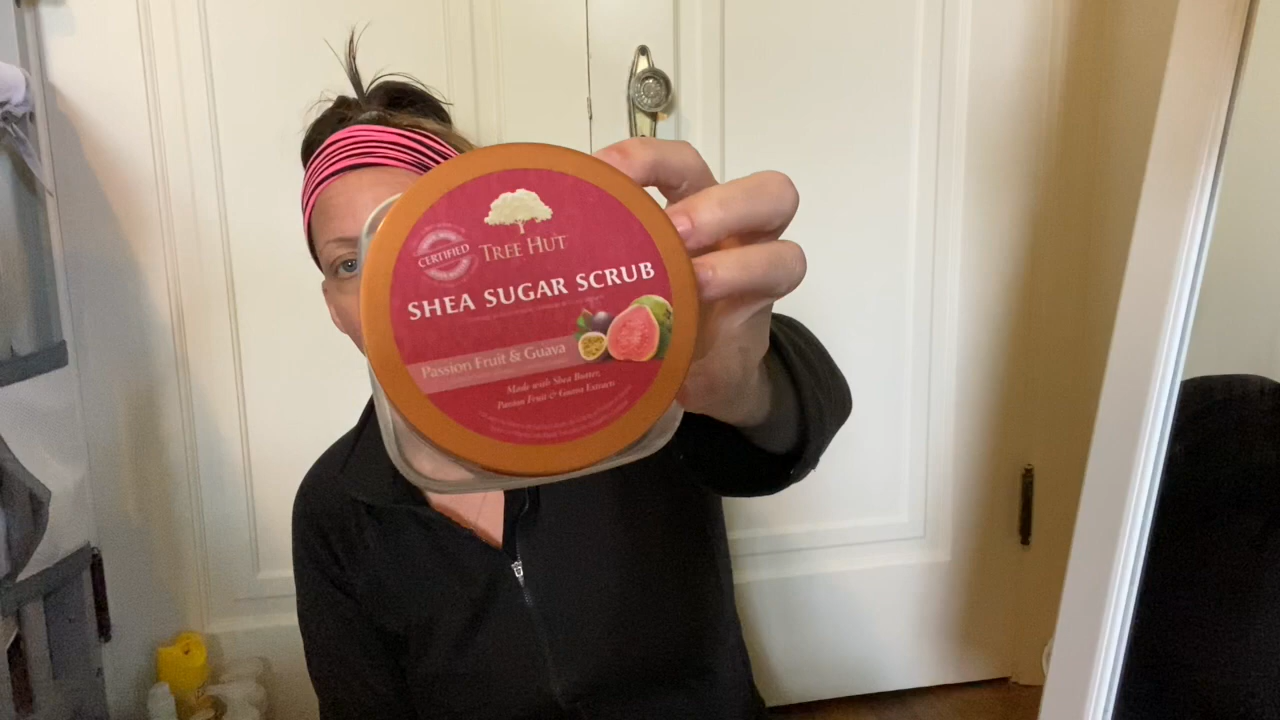 CERTIFIED
TREE HUT
SHEA SUGAR SCRUB
Passion Fruit & Guava
Made with Shea Butter,
Passion Fruit & Guava Extracts